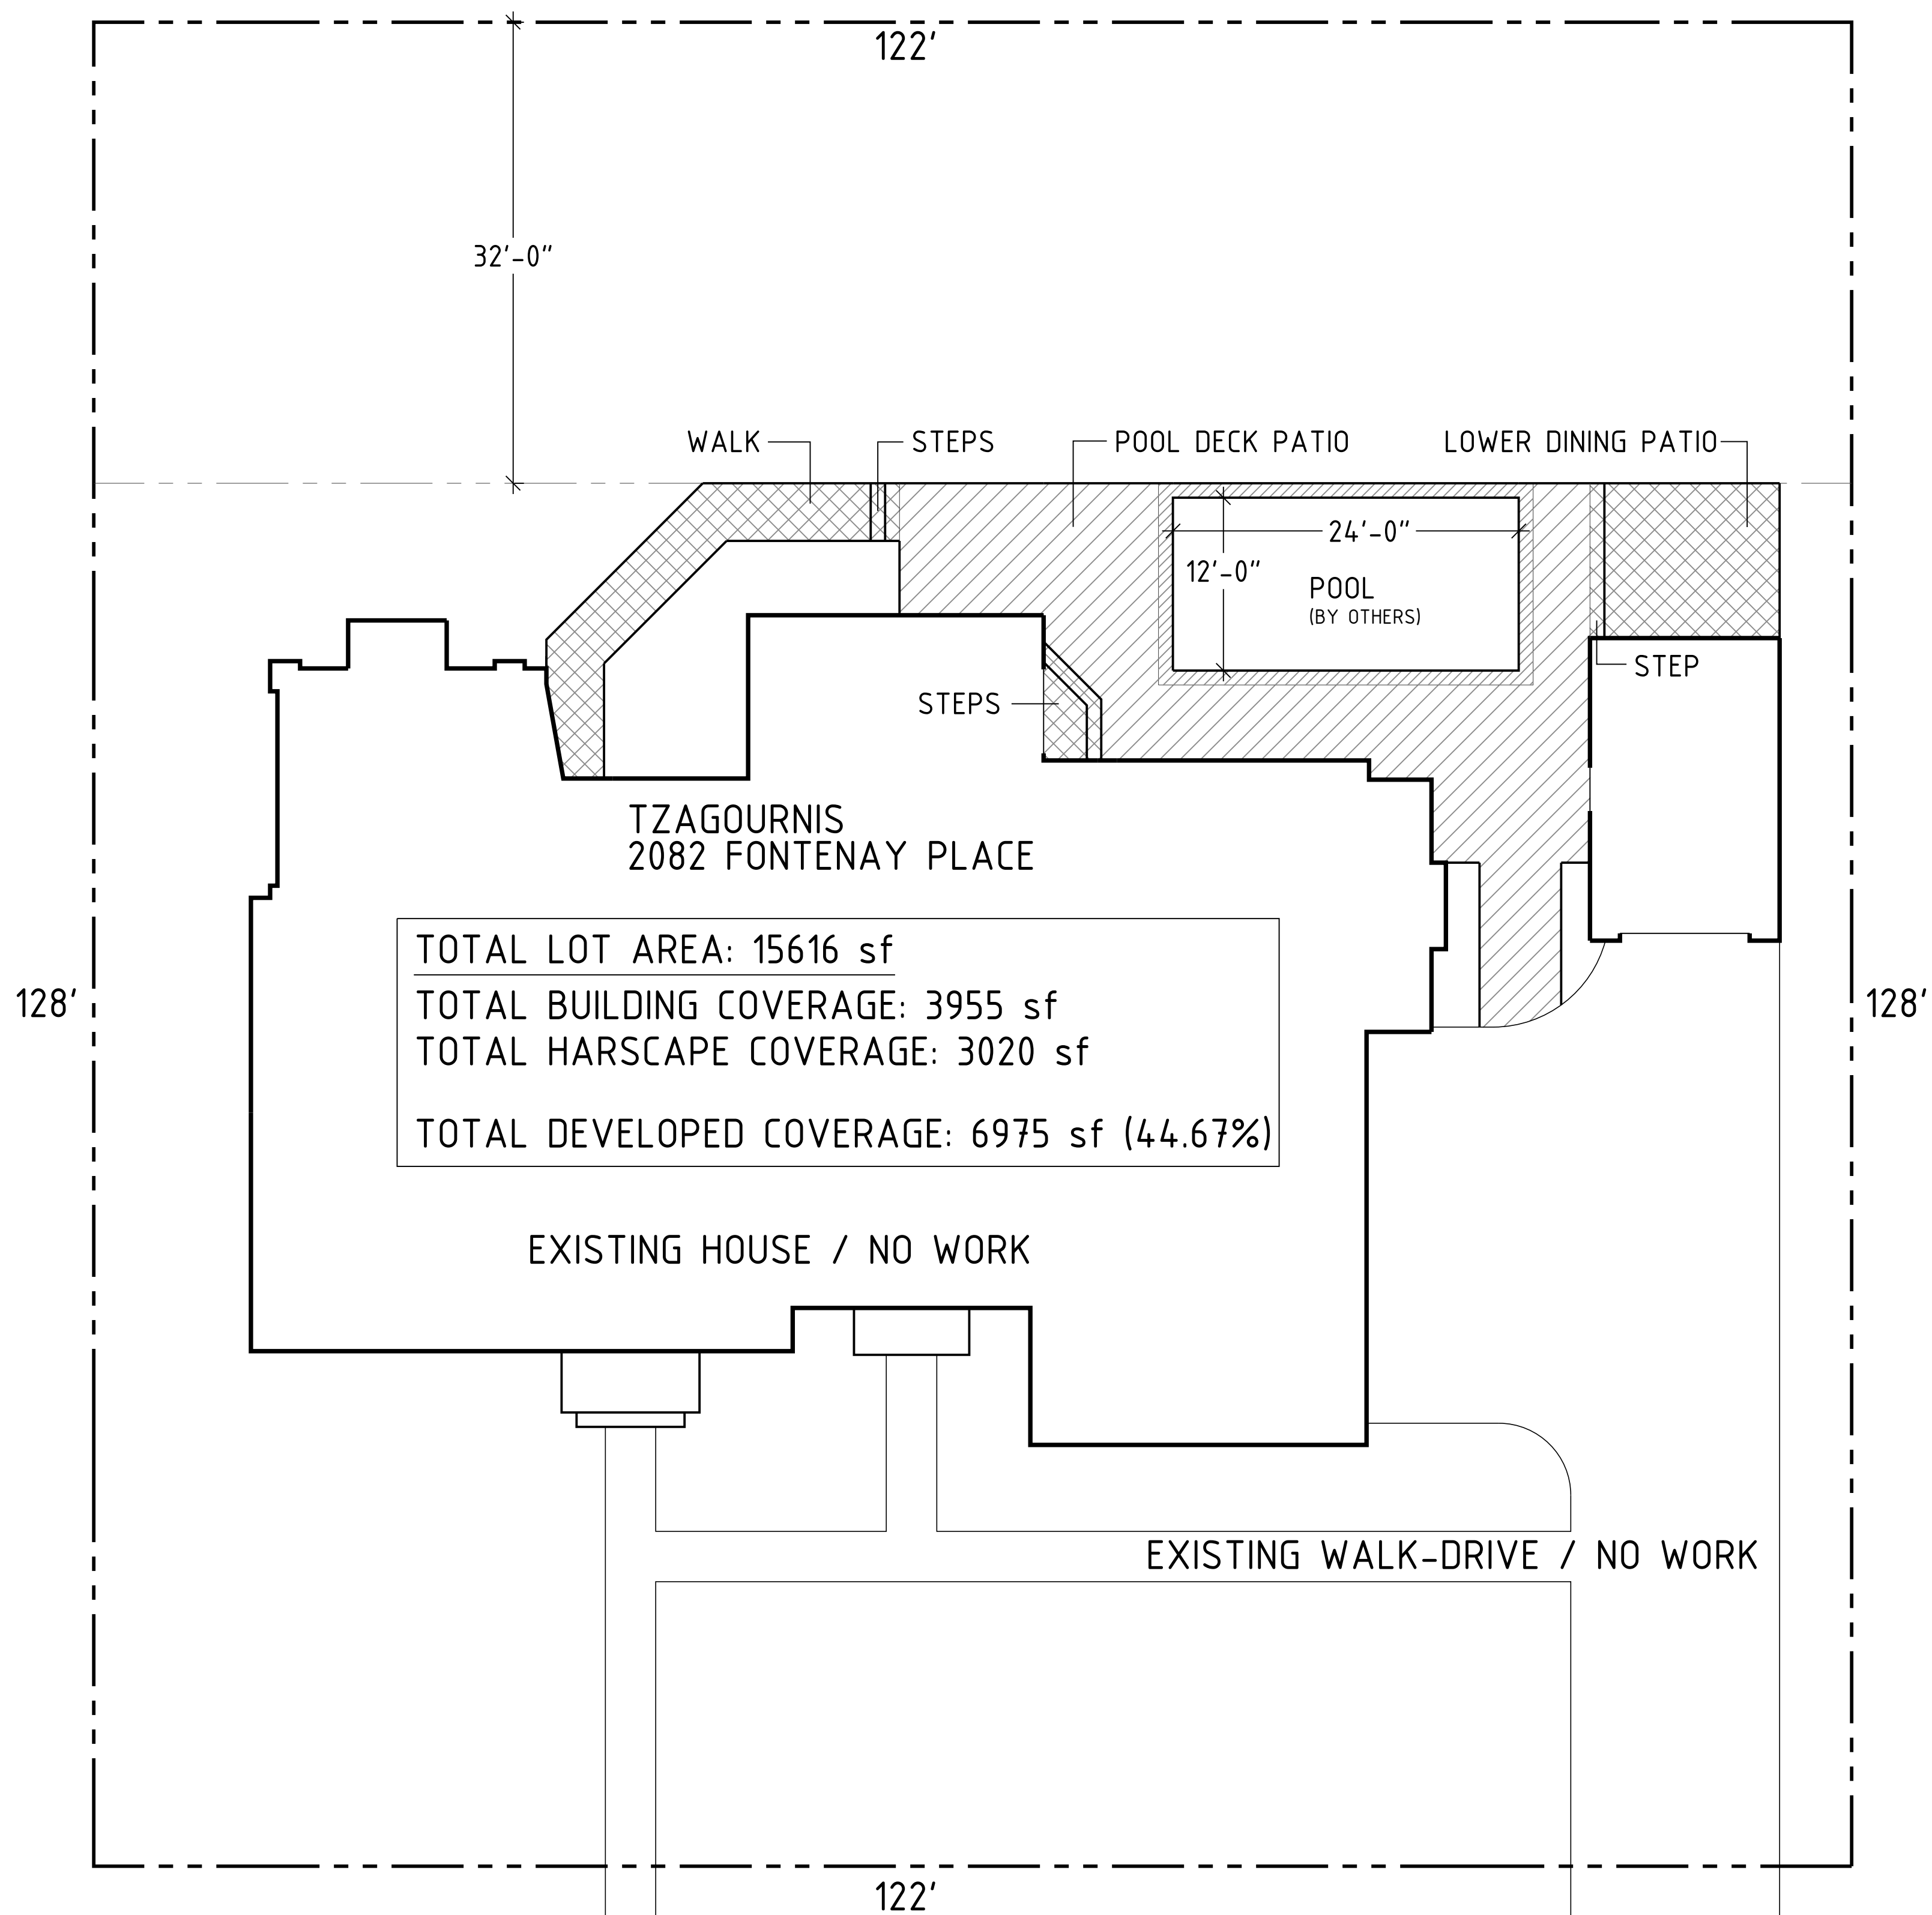 122'
32'-0"
WALK
STEPS
POOL DECK PATIO
LOWER DINING PATIO
24'-0"
12'-0"
POOL
(BY OTHERS)
STEP
STEPS
TZAGOURNIS
2082 FONTENAY PLACE
TOTAL LOT AREA: 15616 sf
TOTAL BUILDING COVERAGE: 3955 sf
TOTAL HARSCAPE COVERAGE: 3020 sf
TOTAL DEVELOPED COVERAGE: 6975 sf (44.67%)
128'
128'
EXISTING HOUSE / NO WORK
EXISTING WALK-DRIVE / NO WORK
122'